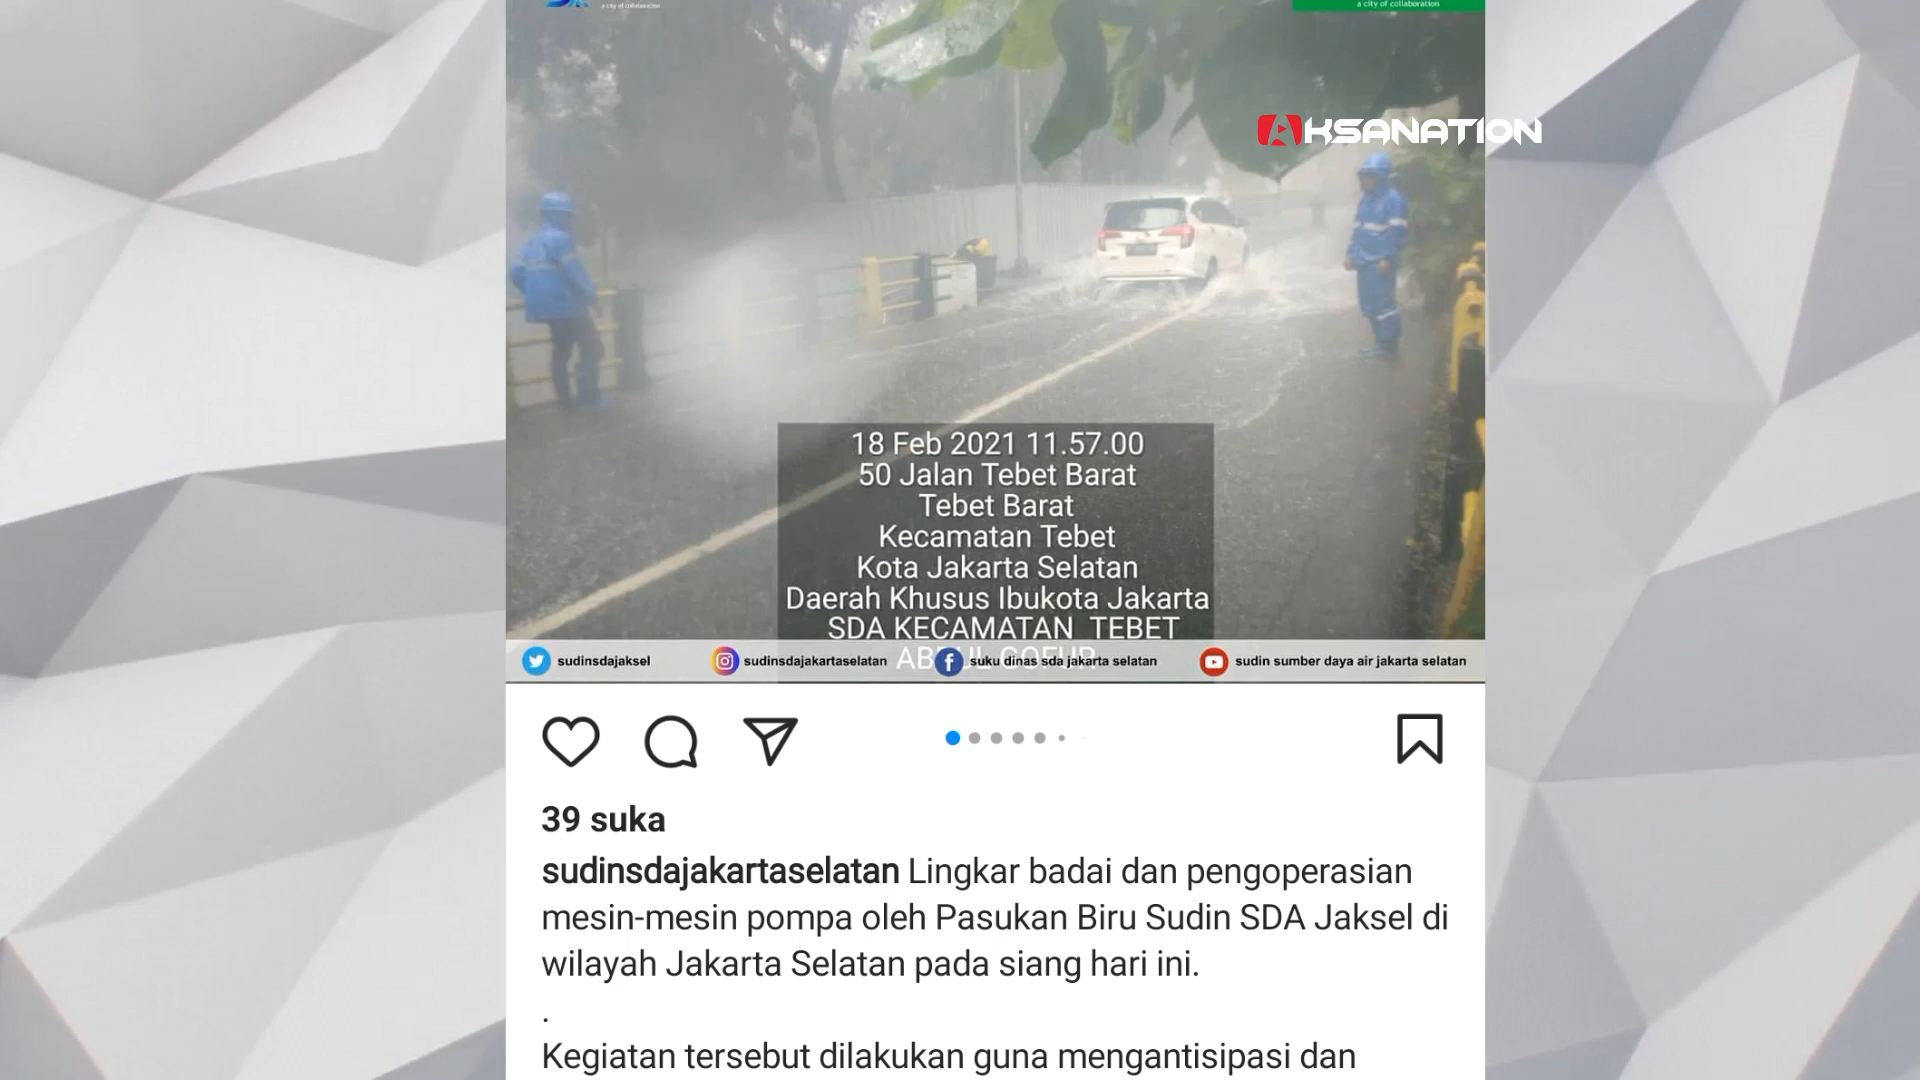 a city of collaboration
a city of collaboration
AKSANATION
18 Feb 2021 11.57.00
50 Jalan Tebet Barat
Tebet Barat
Kecamatan Tebet
Kota Jakarta Selatan
Daerah Khusus Ibukota Jakarta
SDA KECAMATAN TEBET
sudinsdajaksel
sudinsdajakartaselatan
suku dinas sda jakarta selatan
sudin sumber daya air jakarta selatan
39 suka
sudinsdajakartaselatan Lingkar badai dan pengoperasian
mesin-mesin pompa oleh Pasukan Biru Sudin SDA Jaksel di
wilayah Jakarta Selatan pada siang hari ini.
.
Kegiatan tersebut dilakukan guna mengantisipasi dan